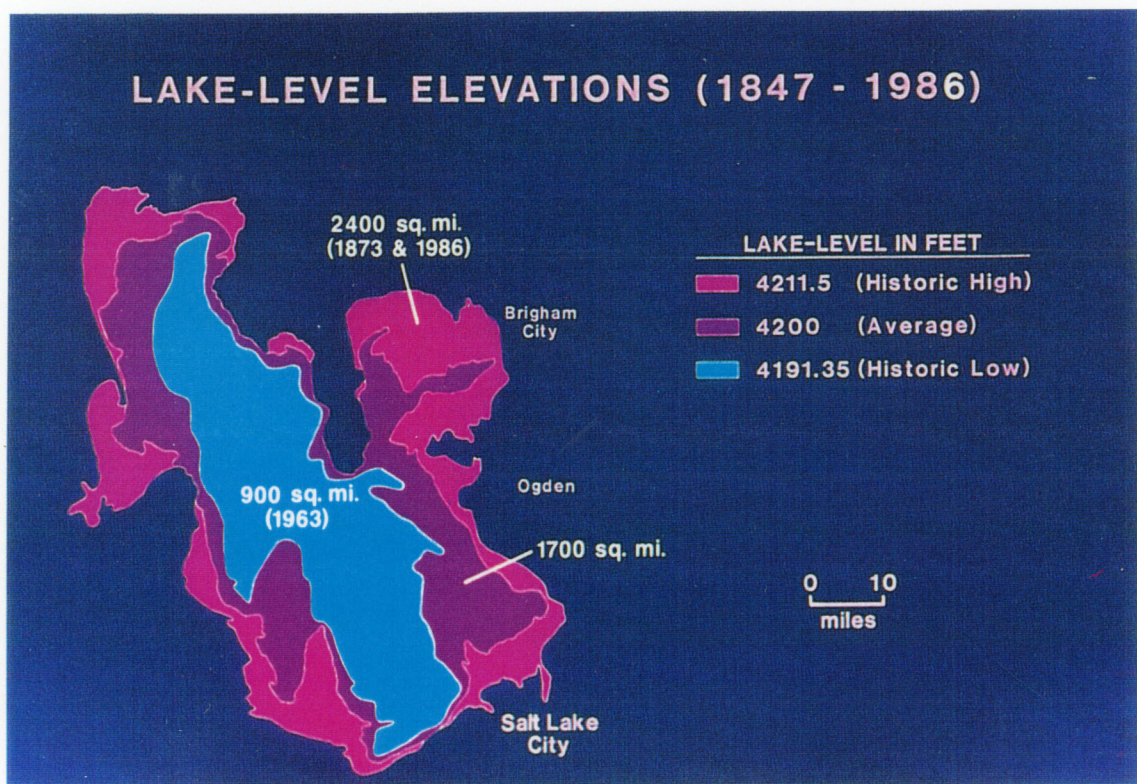 LAKE-LEVEL ELEVATIONS (1847 - 1986)
2400 sq. mi.
(1873 & 1986)
Brigham
City
LAKE-LEVEL IN FEET
4211.5 (Historic High)
4200 (Average)
4191.35 (Historic Low)
900 sq. mi.
(1963)
Ogden
1700 sq. mi.
0 10
miles
Salt Lake
City